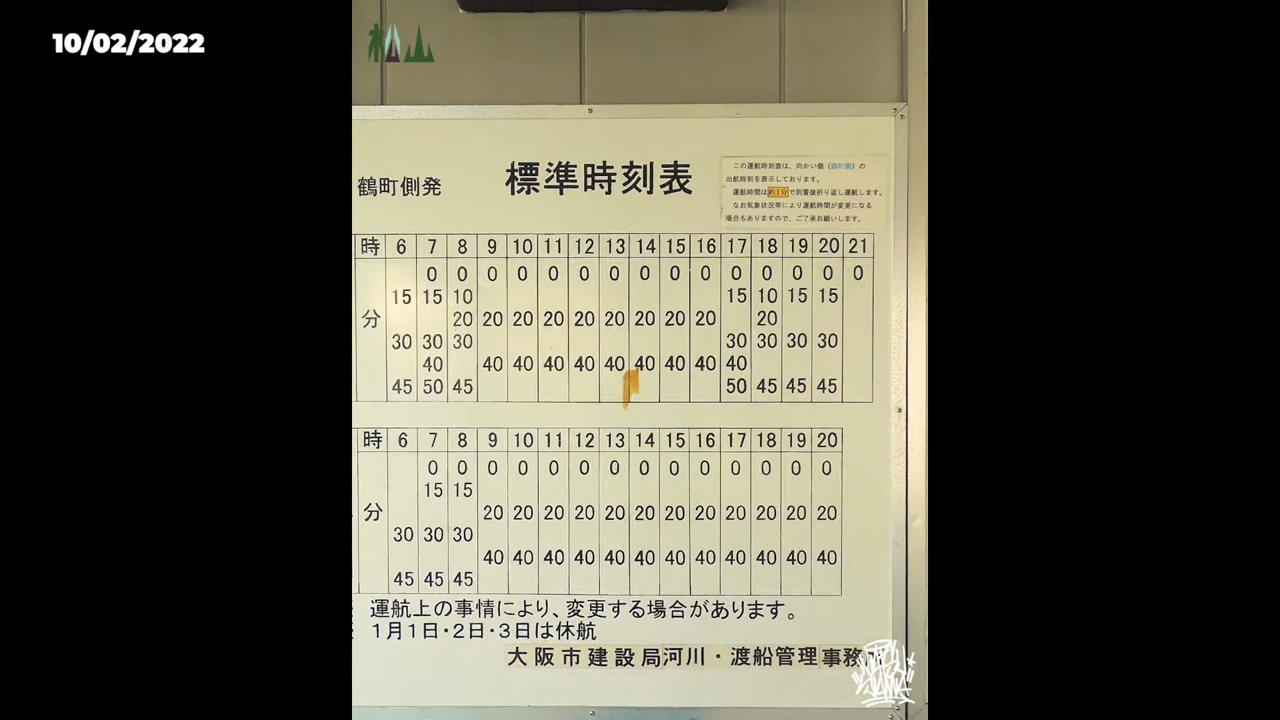 10/02/2022
松山
標準時刻表
鶴町側発
この運航時刻表は、向かい側《鶴町側》の
出航時刻を表示しております。
運航時間は約1分で到着後折り返し運航します。
なお気象状況等により運航時間が変更になる
場合もありますので、ご了承お願いします。
時 6 7 8 9 10 11 12 13 14 15 16 17 18 19 20 21
0 0 0 0 0 0 0 0 0 0 0 0 0 0 0
15 15 10 15 10 15 15
分 20 20 20 20 20 20 20 20 20 20
30 30 30 30 30 30 30
40 40 40 40 40 40 40 40 40 40
45 50 45 50 45 45 45
時 6 7 8 9 10 11 12 13 14 15 16 17 18 19 20
0 0 0 0 0 0 0 0 0 0 0 0 0 0
15 15
分 20 20 20 20 20 20 20 20 20 20 20 20
30 30 30
40 40 40 40 40 40 40 40 40 40 40 40
45 45 45
運航上の事情により、変更する場合があります。
1月1日・2日・3日は休航
大阪市建設局河川・渡船管理事務